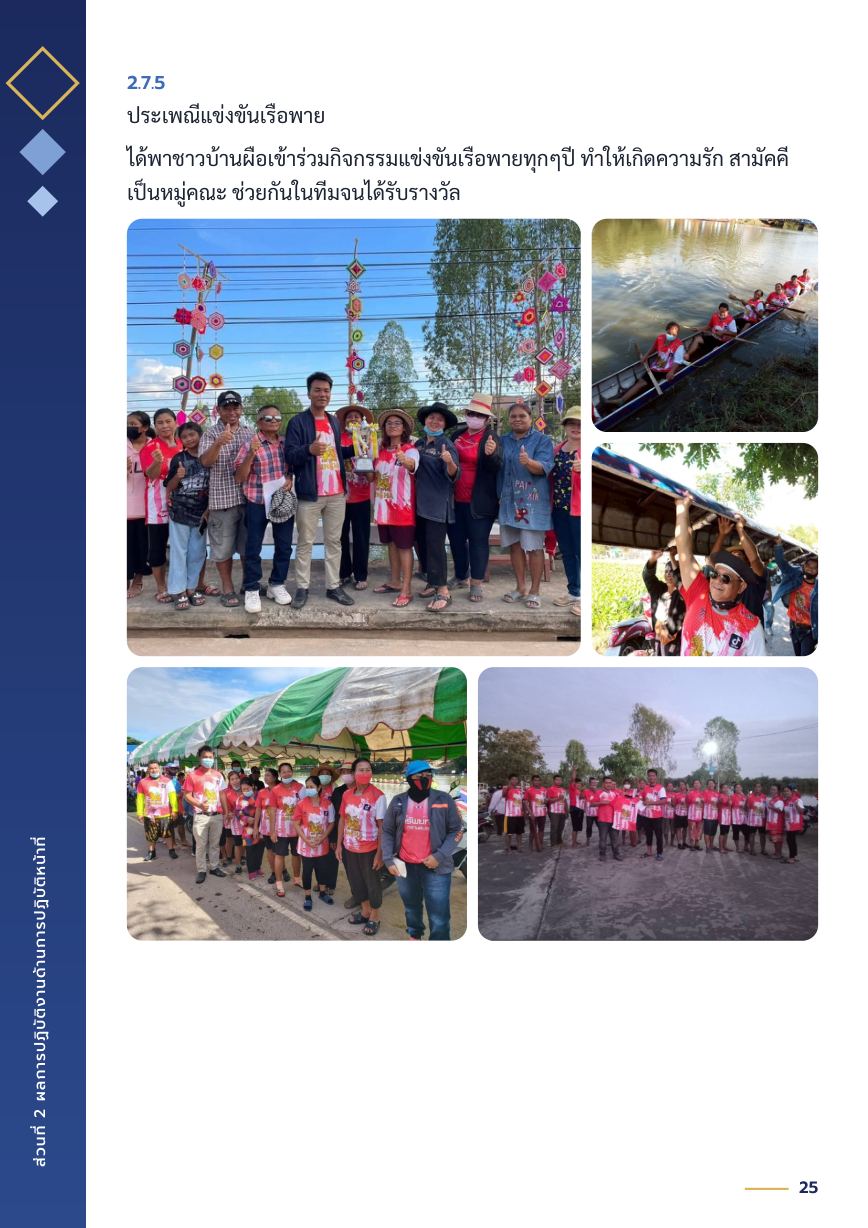 2.7.5
ประเพณีแข่งขันเรือพาย
ได้พาชาวบ้านผือเข้าร่วมกิจกรรมแข่งขันเรือพายทุกๆปี ทำให้เกิดความรัก สามัคคี
เป็นหมู่คณะ ช่วยกันในทีมจนได้รับรางวัล
ส่วนที่ 2 ผลการปฏิบัติงานด้านการปฏิบัติหน้าที่
25